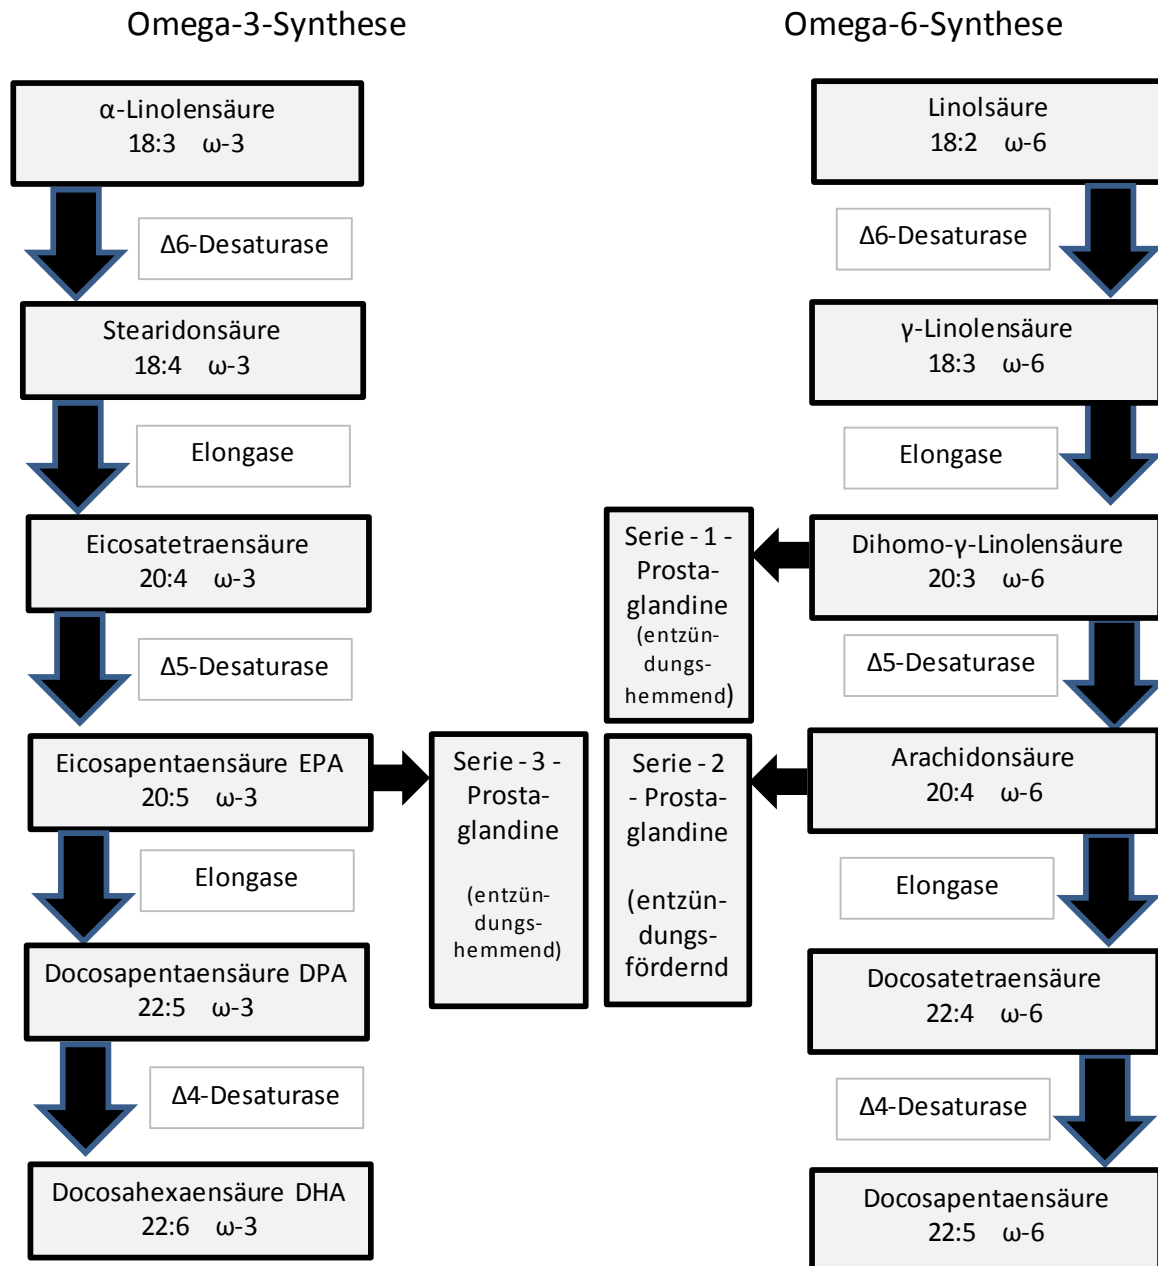 Omega-3-Synthese
α-Linolensäure
18:3 ω-3
Δ6-Desaturase
Stearidonsäure
18:4 ω-3
Elongase
Eicosatetraensäure
20:4 ω-3
Δ5-Desaturase
Eicosapentaensäure EPA
20:5 ω-3
Serie - 3 -
Prosta-
glandine
(entzün-
dungs-
hemmend)
Elongase
Docosapentaensäure DPA
22:5 ω-3
Δ4-Desaturase
Docosahexaensäure DHA
22:6 ω-3
Omega-6-Synthese
Linolsäure
18:2 ω-6
Δ6-Desaturase
γ-Linolensäure
18:3 ω-6
Elongase
Dihomo-γ-Linolensäure
20:3 ω-6
Serie - 1 -
Prosta-
glandine
(entzün-
dungs-
hemmend)
Δ5-Desaturase
Arachidonsäure
20:4 ω-6
Serie - 2
- Prosta-
glandine
(entzün-
dungs-
fördernd
Elongase
Docosatetraensäure
22:4 ω-6
Δ4-Desaturase
Docosapentaensäure
22:5 ω-6